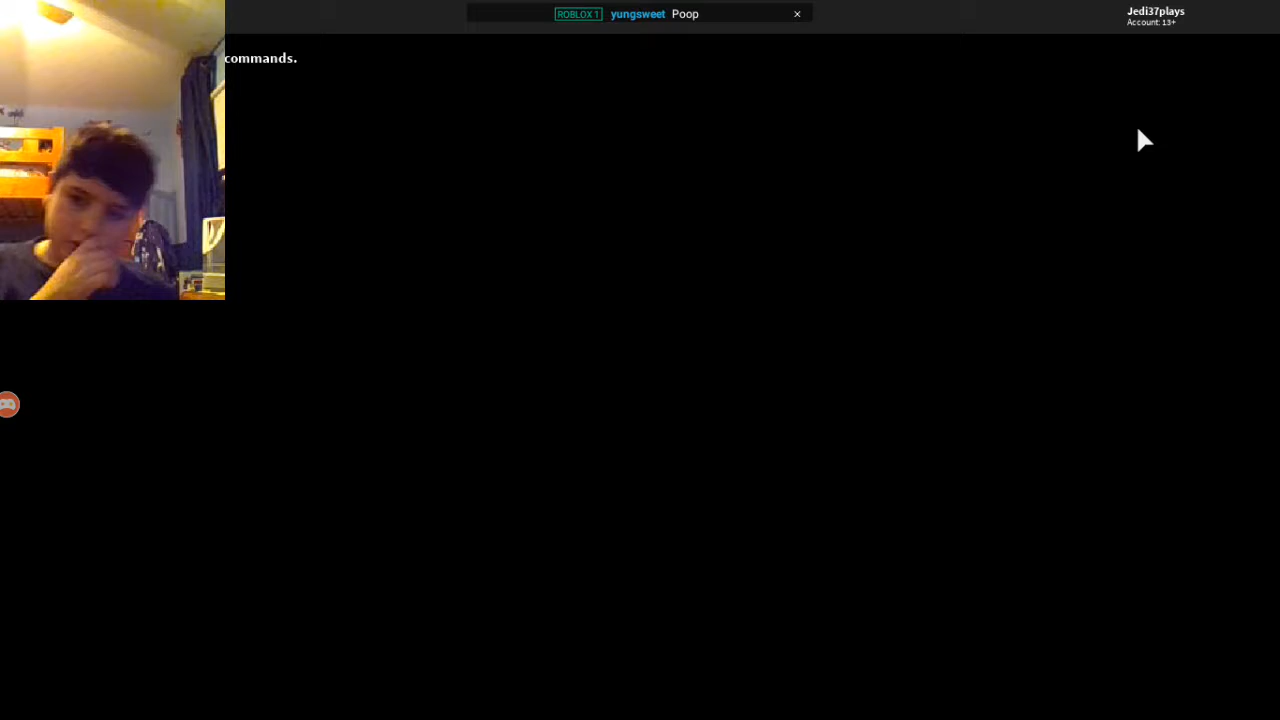 ROBLOX 1 yungsweet Poop ×
Jedi37plays
Account: 13+
commands.